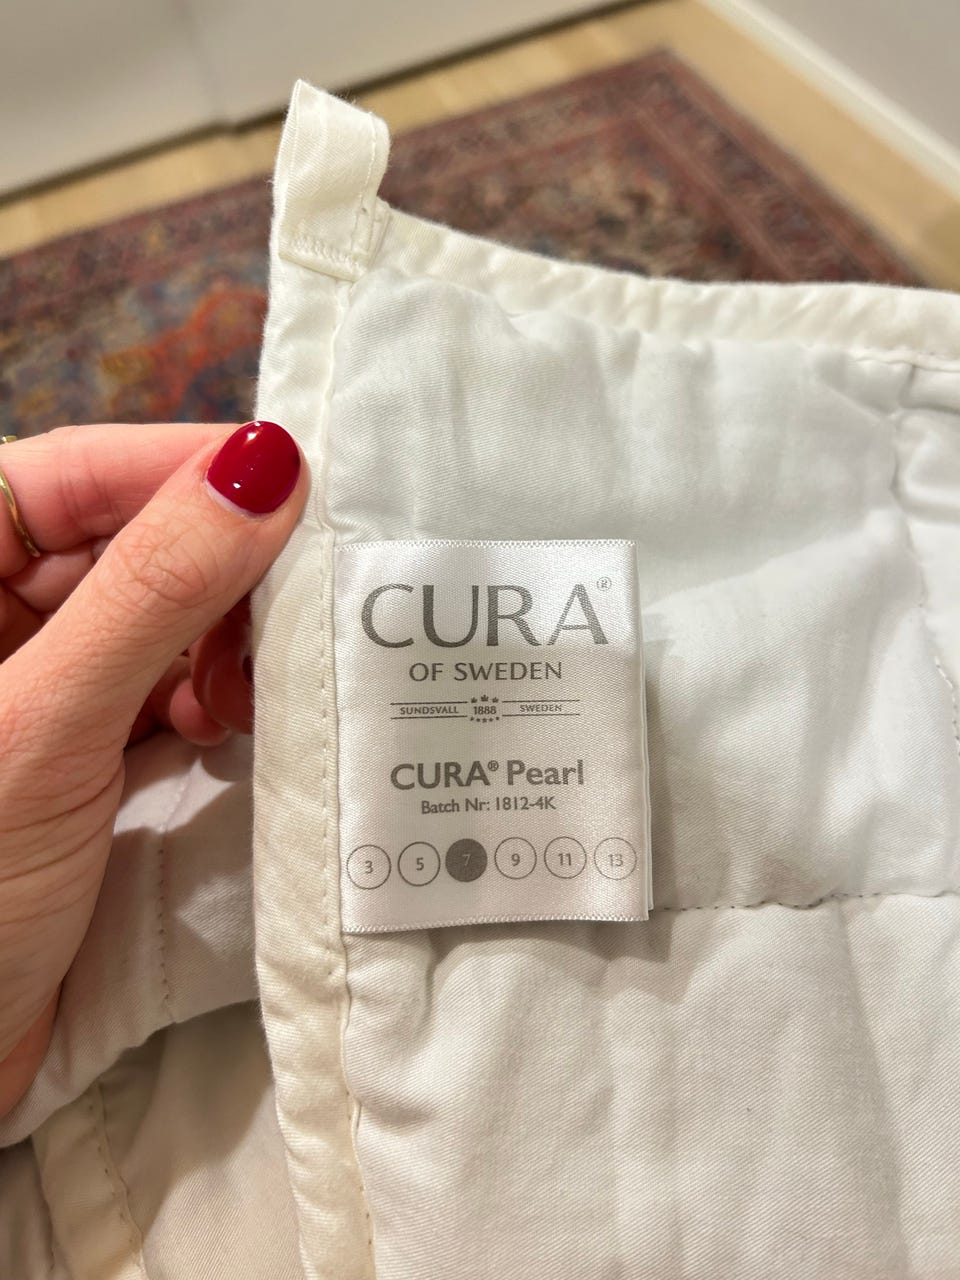 CURA®
OF SWEDEN
SUNDSVALL 1888 SWEDEN
CURA® Pearl
Batch Nr: 1812-4K
3 5 7 9 11 13